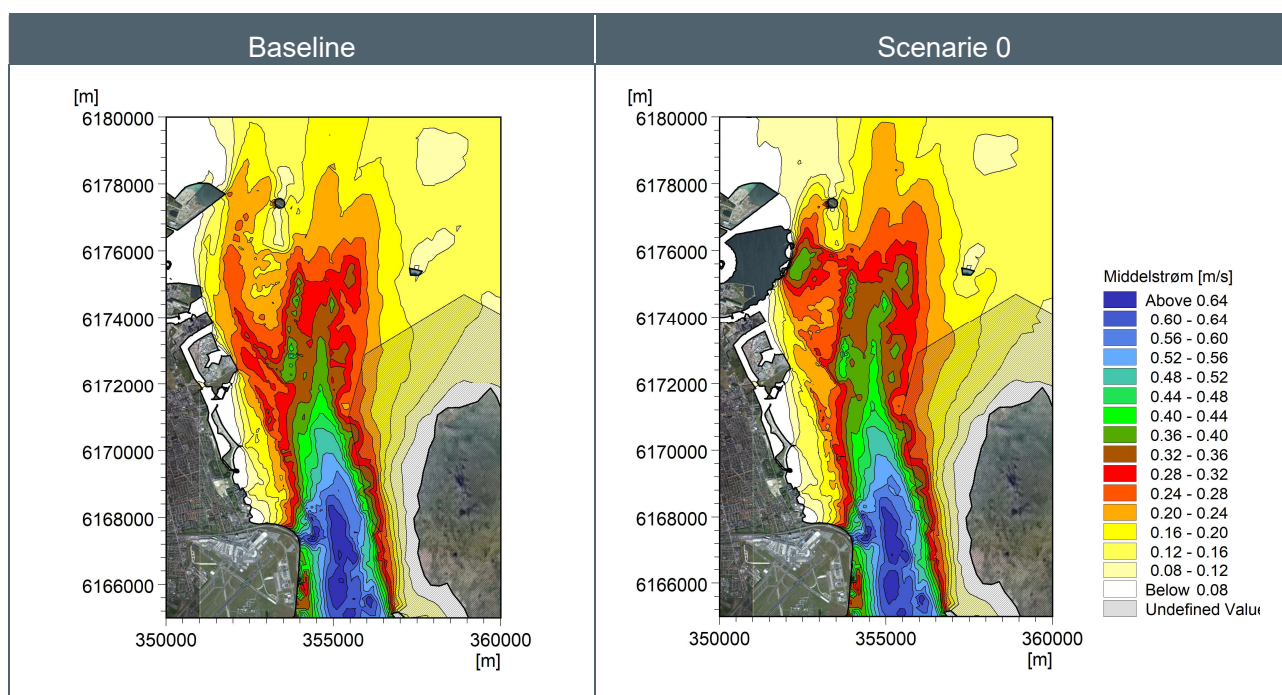 Baseline
Scenarie 0
[m]
6180000
6178000
6176000
6174000
6172000
6170000
6168000
6166000
350000
355000
360000
[m]
[m]
6180000
6178000
6176000
6174000
6172000
6170000
6168000
6166000
350000
355000
360000
[m]
Middelstrøm [m/s]
Above 0.64
0.60 - 0.64
0.56 - 0.60
0.52 - 0.56
0.48 - 0.52
0.44 - 0.48
0.40 - 0.44
0.36 - 0.40
0.32 - 0.36
0.28 - 0.32
0.24 - 0.28
0.20 - 0.24
0.16 - 0.20
0.12 - 0.16
0.08 - 0.12
Below 0.08
Undefined Value